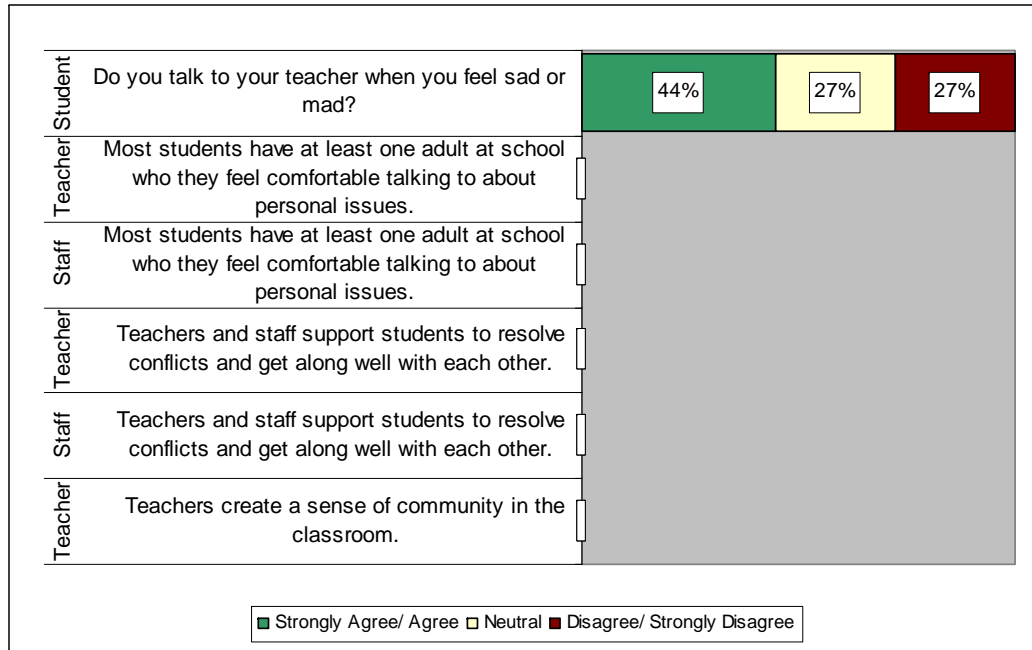 Student
Do you talk to your teacher when you feel sad or
mad?
44%
27%
27%
Teacher
Most students have at least one adult at school
who they feel comfortable talking to about
personal issues.
Staff
Most students have at least one adult at school
who they feel comfortable talking to about
personal issues.
Teacher
Teachers and staff support students to resolve
conflicts and get along well with each other.
Staff
Teachers and staff support students to resolve
conflicts and get along well with each other.
Teacher
Teachers create a sense of community in the
classroom.
Strongly Agree/ Agree
Neutral
Disagree/ Strongly Disagree